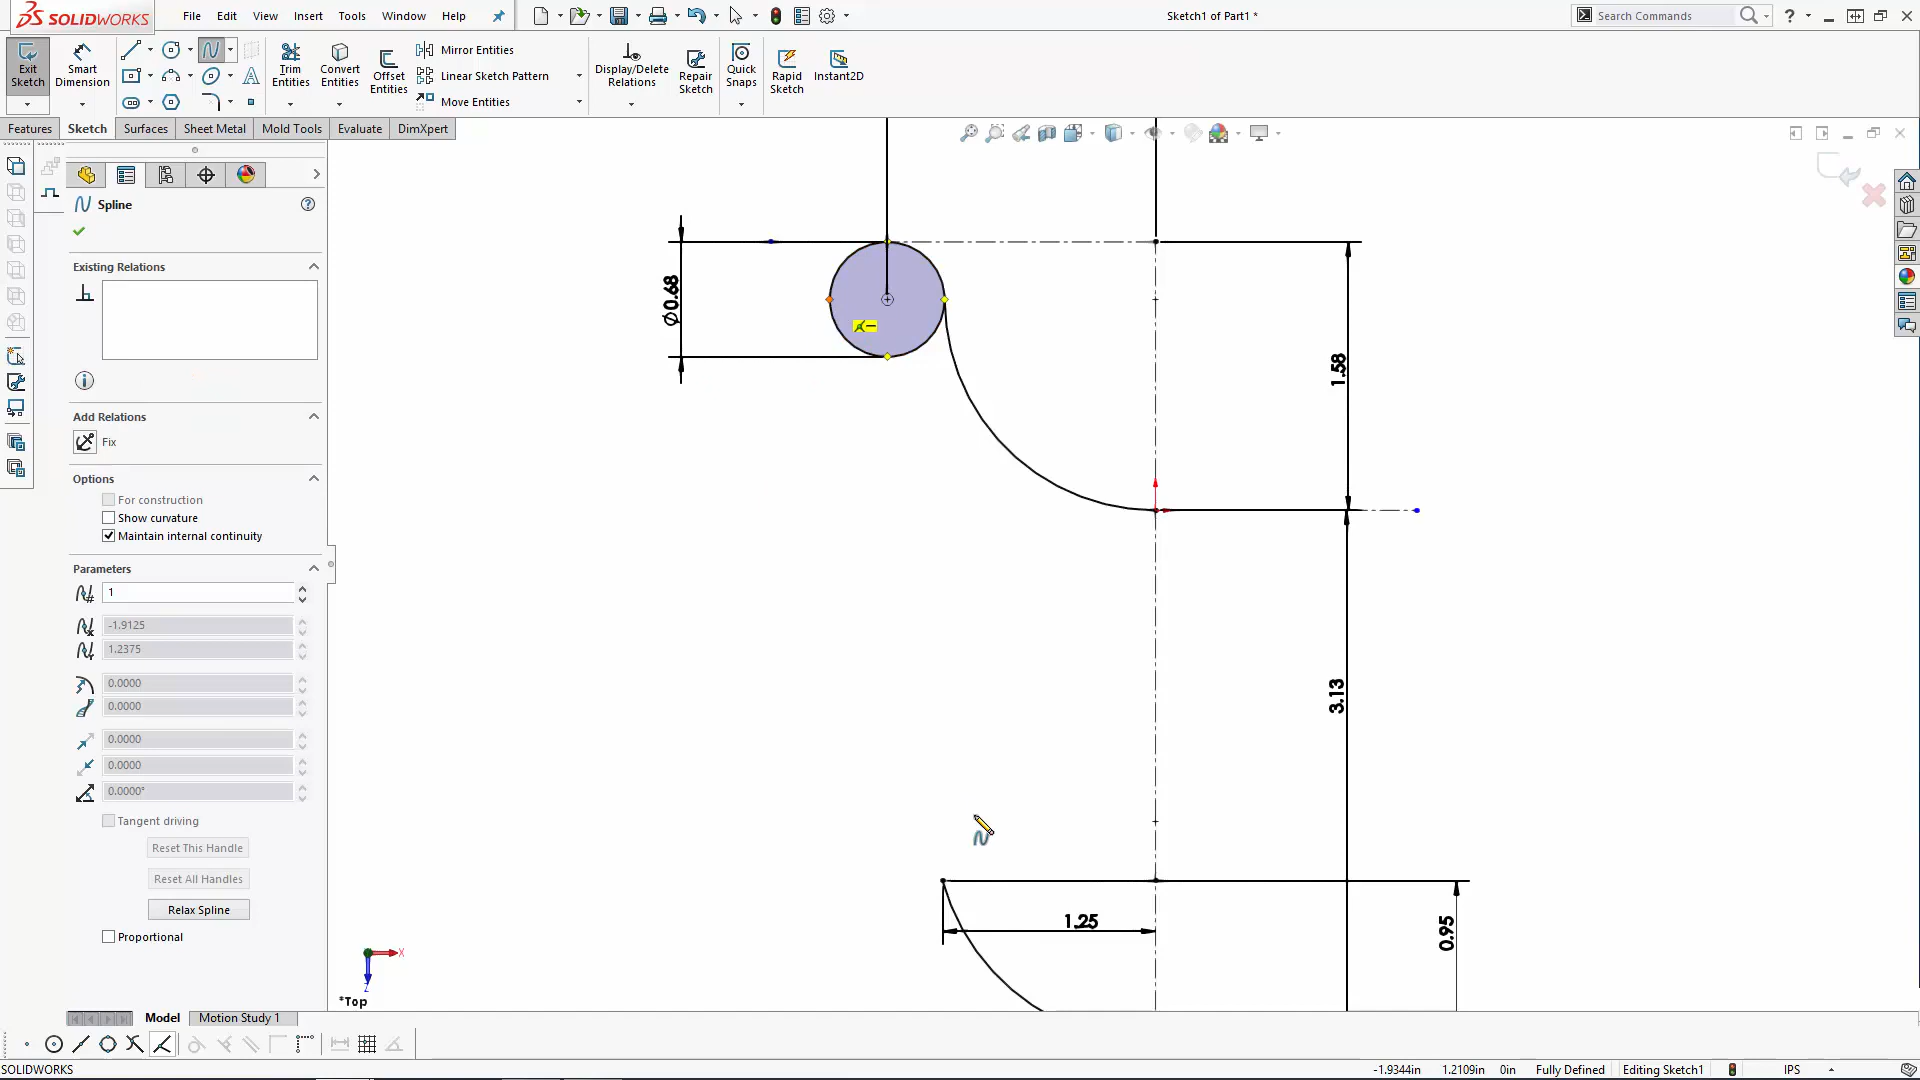 SOLIDWORKS
File Edit View Insert Tools Window Help
Sketch1 of Part1 *
Search Commands
Exit Sketch
Smart Dimension
Trim Entities
Convert Entities
Offset Entities
Mirror Entities
Linear Sketch Pattern
Move Entities
Display/Delete Relations
Repair Sketch
Quick Snaps
Rapid Sketch
Instant2D
Features Sketch Surfaces Sheet Metal Mold Tools Evaluate DimXpert
Spline
Existing Relations
Add Relations
Fix
Options
For construction
Show curvature
Maintain internal continuity
Parameters
1
-1.9125
1.2375
0.0000
0.0000
0.0000
0.0000
0.0000°
Tangent driving
Reset This Handle
Reset All Handles
Relax Spline
Proportional
Ø0.68
1.58
3.13
1.25
0.95
X
Z
*Top
Model Motion Study 1
SOLIDWORKS
-1.9344in 1.2109in 0in Fully Defined Editing Sketch1 IPS